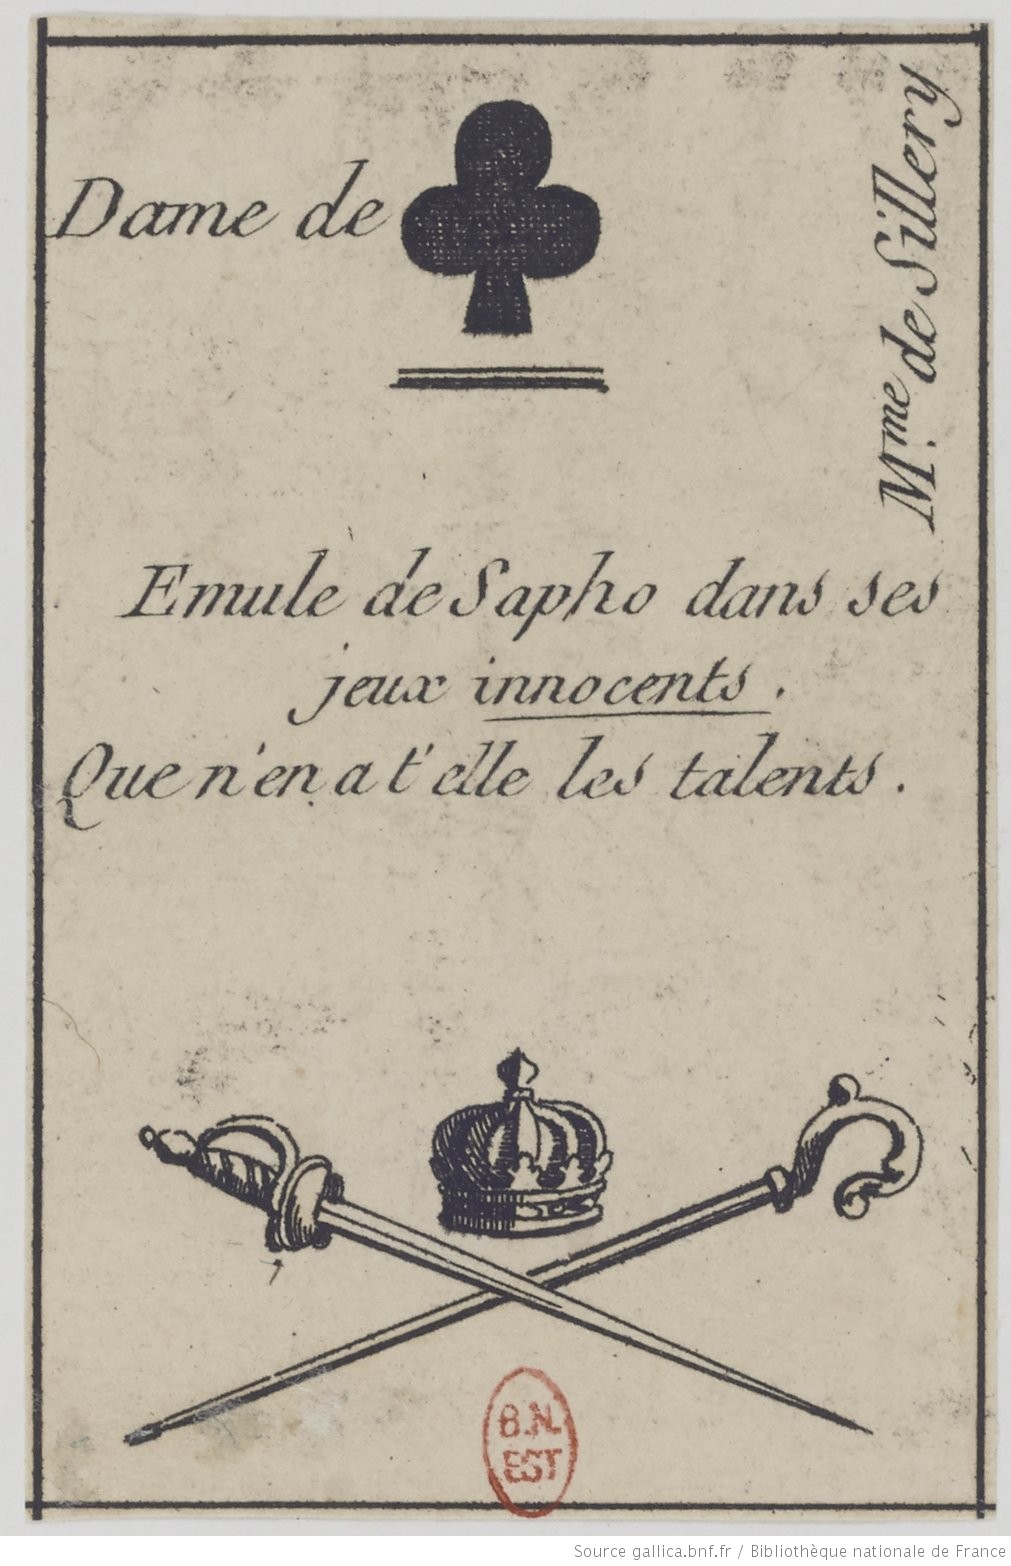 Dame de
Mme. de Sillery
Emule de Sapho dans ses
jeux innocents.
Que n'en a t'elle les talents.
B.N.
EST
Source gallica.bnf.fr / Bibliothèque nationale de France